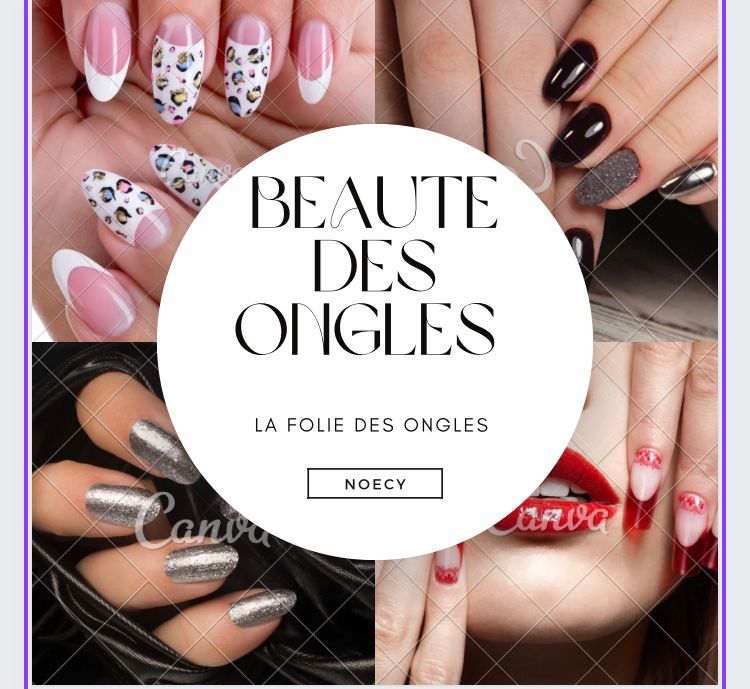 BEAUTE
DES
ONGLES
LA FOLIE DES ONGLES
NOECY
Canva
Canva